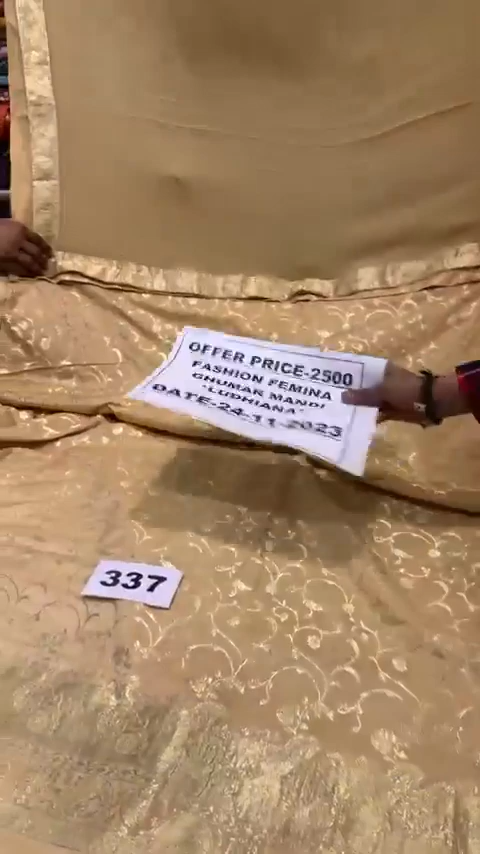 OFFER PRICE-2500
FASHION FEMINA
GHUMAR MANDI
"LUDHIANA"
DATE-24-11-2023
337